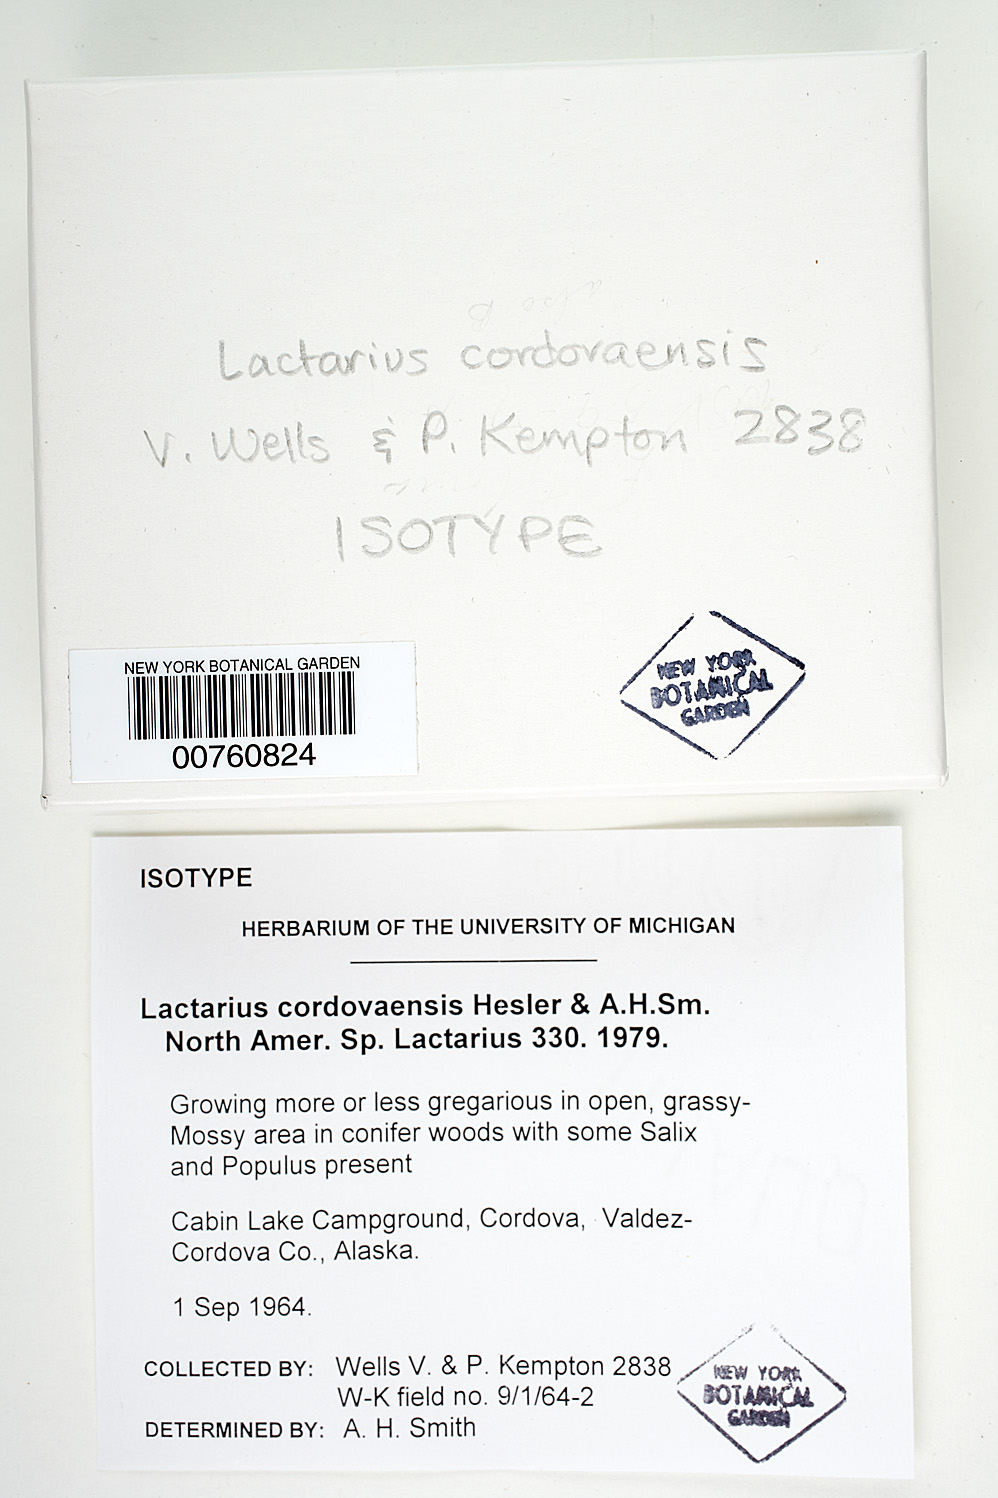 Lactarius cordovaensis
V. Wells & P. Kempton 2838
ISOTYPE
NEW YORK BOTANICAL GARDEN
00760824
NEW YORK
BOTANICAL
GARDEN
ISOTYPE
HERBARIUM OF THE UNIVERSITY OF MICHIGAN
Lactarius cordovaensis Hesler & A.H.Sm.
North Amer. Sp. Lactarius 330. 1979.
Growing more or less gregarious in open, grassy-
Mossy area in conifer woods with some Salix
and Populus present
Cabin Lake Campground, Cordova, Valdez-
Cordova Co., Alaska.
1 Sep 1964.
COLLECTED BY: Wells V. & P. Kempton 2838
W-K field no. 9/1/64-2
DETERMINED BY: A. H. Smith
NEW YORK
BOTANICAL
GARDEN